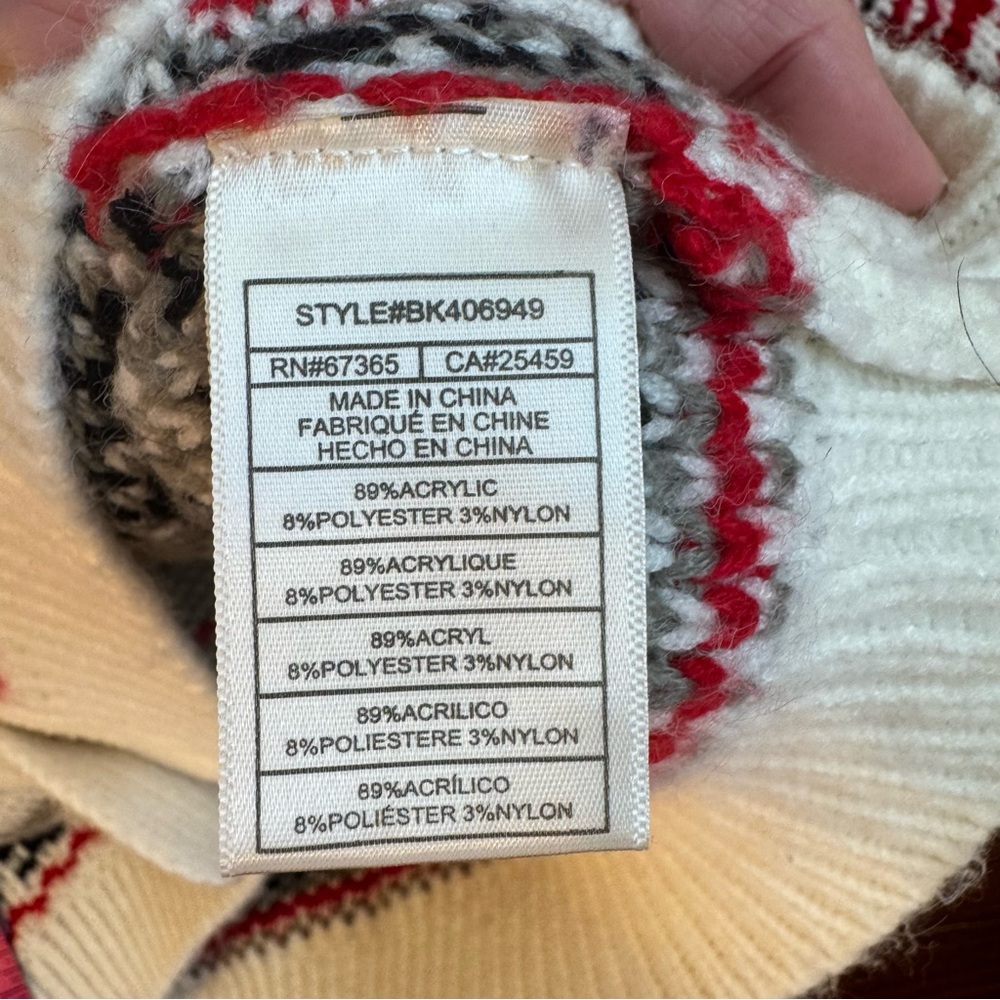 STYLE#BK406949
RN#67365 CA#25459
MADE IN CHINA
FABRIQUÉ EN CHINE
HECHO EN CHINA
89%ACRYLIC
8%POLYESTER 3%NYLON
89%ACRYLIQUE
8%POLYESTER 3%NYLON
89%ACRYL
8%POLYESTER 3%NYLON
89%ACRILICO
8%POLIESTERE 3%NYLON
89%ACRÍLICO
8%POLIÉSTER 3%NYLON